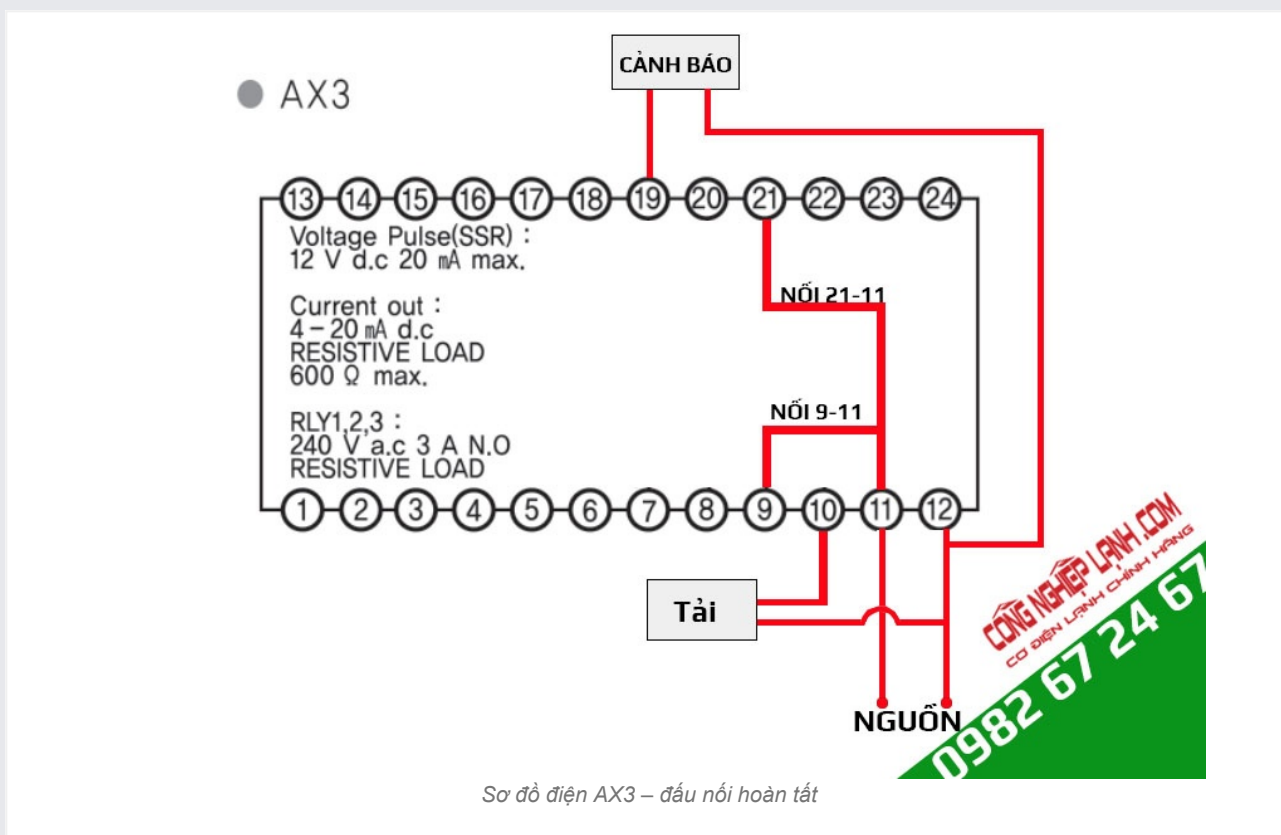 CẢNH BÁO
AX3
13 14 15 16 17 18 19 20 21 22 23 24
Voltage Pulse(SSR) :
12 V d.c 20 mA max.
NỐI 21-11
Current out :
4-20 mA d.c
RESISTIVE LOAD
600 Ω max.
NỐI 9-11
RLY1,2,3 :
240 V a.c 3 A N.O
RESISTIVE LOAD
1 2 3 4 5 6 7 8 9 10 11 12
Tải
NGUỒN
CÔNG NGHIỆP LẠNH .COM
CƠ ĐIỆN LẠNH CHÍNH HÃNG
0982 67 24 67
Sơ đồ điện AX3 – đấu nối hoàn tất